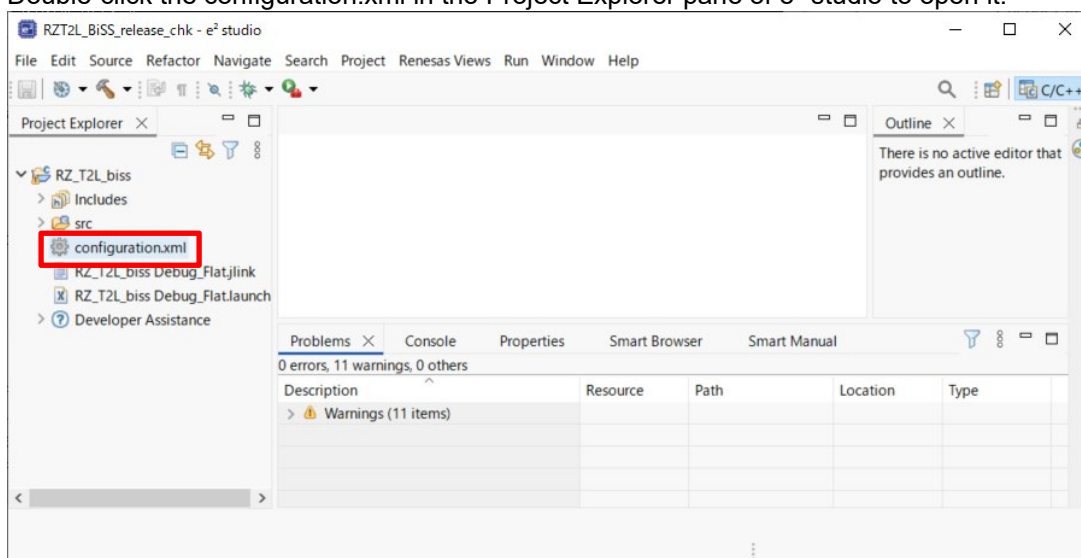 Double-click the configuration.xml in the Project Explorer pane of e² studio to open it.
RZT2L_BiSS_release_chk - e² studio
File Edit Source Refactor Navigate Search Project Renesas Views Run Window Help
C/C++
Project Explorer
Outline
There is no active editor that
provides an outline.
RZ_T2L_biss
Includes
src
configuration.xml
RZ_T2L_biss Debug_Flat.jlink
RZ_T2L_biss Debug_Flat.launch
Developer Assistance
Problems Console Properties Smart Browser Smart Manual
0 errors, 11 warnings, 0 others
Description Resource Path Location Type
Warnings (11 items)